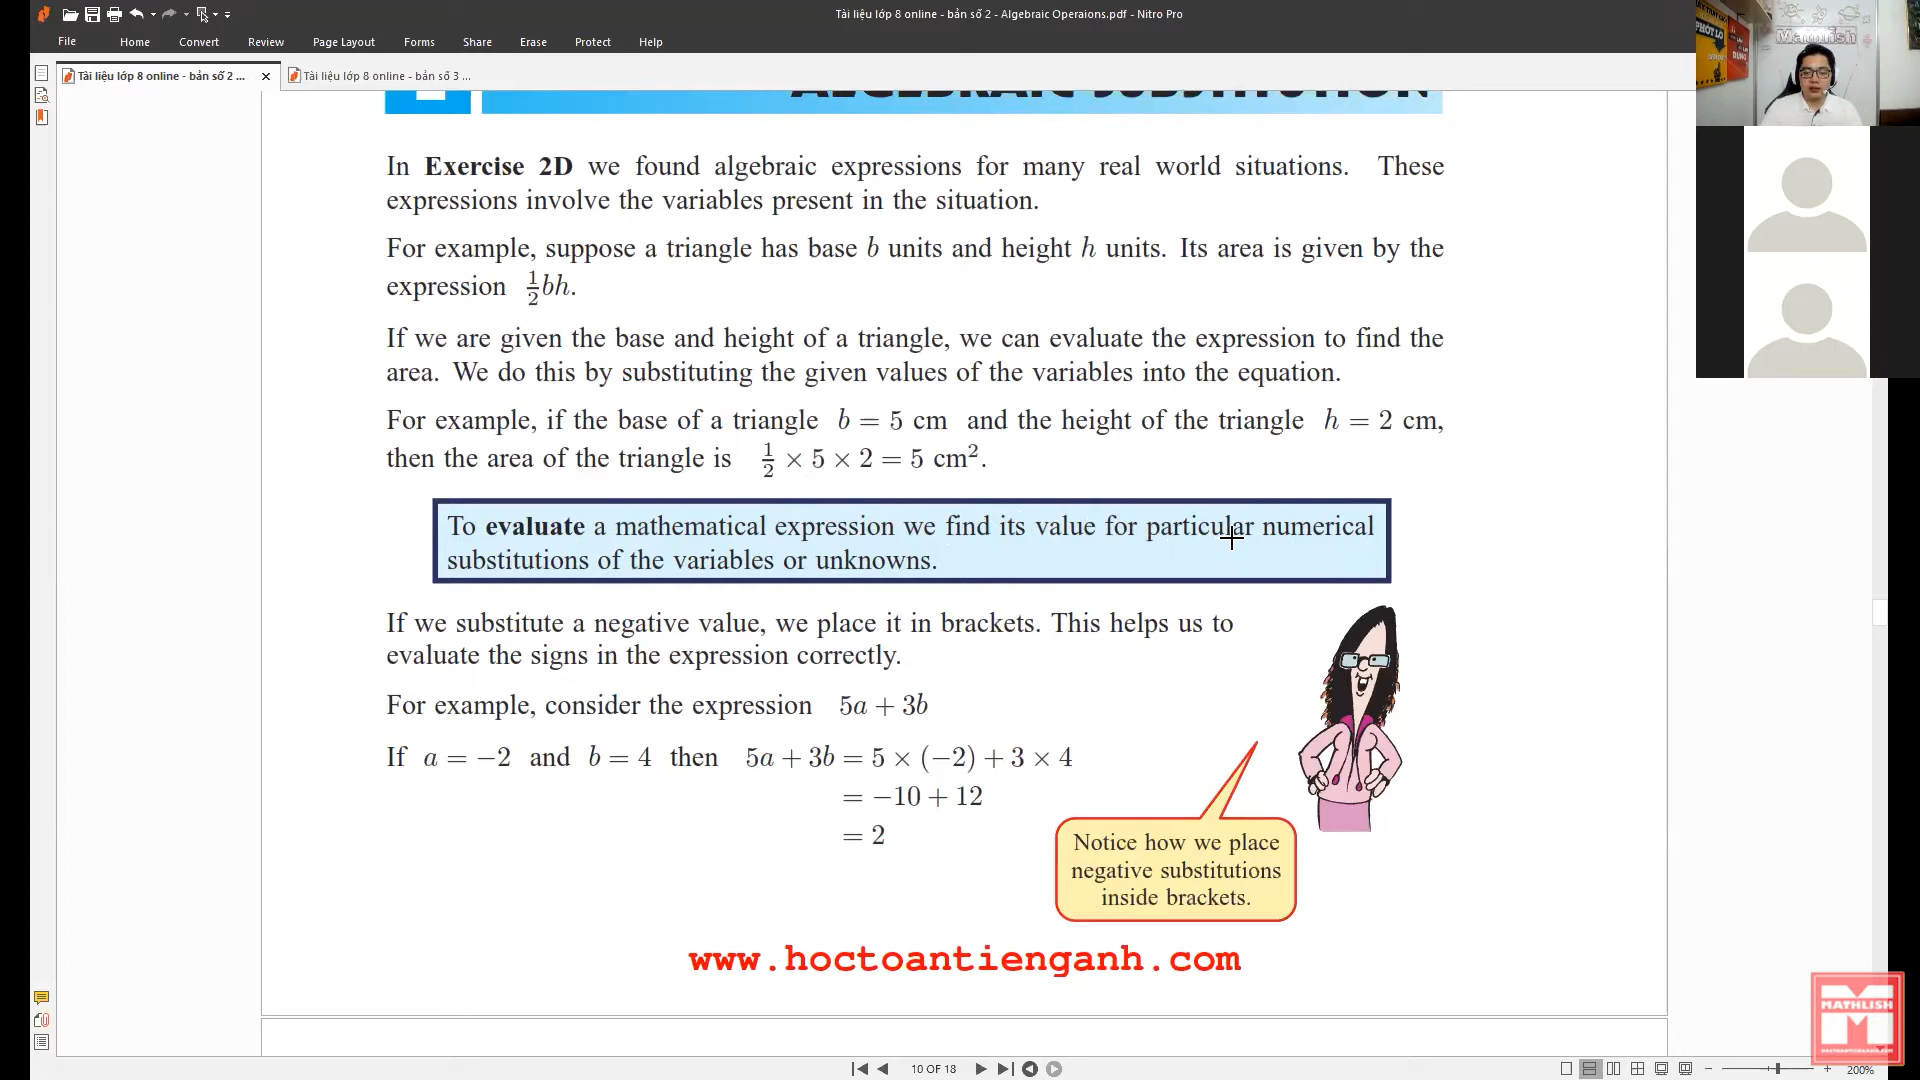 Tài liệu lớp 8 online - bản số 2 - Algebraic Operaions.pdf - Nitro Pro
File Home Convert Review Page Layout Forms Share Erase Protect Help
Tài liệu lớp 8 online - bản số 2 ... × Tài liệu lớp 8 online - bản số 3 ...
ALGEBRAIC SUBSTITUTION
In Exercise 2D we found algebraic expressions for many real world situations. These
expressions involve the variables present in the situation.
For example, suppose a triangle has base b units and height h units. Its area is given by the
expression ½bh.
If we are given the base and height of a triangle, we can evaluate the expression to find the
area. We do this by substituting the given values of the variables into the equation.
For example, if the base of a triangle b = 5 cm and the height of the triangle h = 2 cm,
then the area of the triangle is ½ × 5 × 2 = 5 cm².
To evaluate a mathematical expression we find its value for particular numerical
substitutions of the variables or unknowns.
If we substitute a negative value, we place it in brackets. This helps us to
evaluate the signs in the expression correctly.
For example, consider the expression 5a + 3b
If a = −2 and b = 4 then 5a + 3b = 5 × (−2) + 3 × 4
= −10 + 12
= 2
Notice how we place
negative substitutions
inside brackets.
www.hoctoantienganh.com
MATHLISH
M
10 OF 18
200%